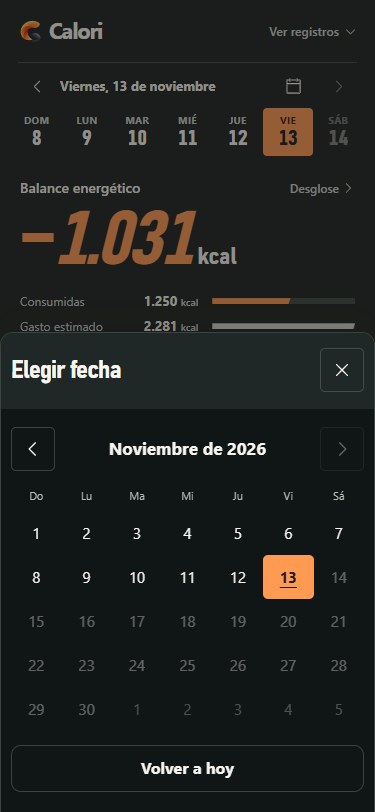 Calori
Ver registros
Viernes, 13 de noviembre
DOM LUN MAR MIÉ JUE VIE SÁB
8 9 10 11 12 13 14
Balance energético
Desglose
−1.031 kcal
Consumidas 1.250 kcal
Gasto estimado 2.281 kcal
Elegir fecha
Noviembre de 2026
Do Lu Ma Mi Ju Vi Sá
1 2 3 4 5 6 7
8 9 10 11 12 13 14
15 16 17 18 19 20 21
22 23 24 25 26 27 28
29 30 1 2 3 4 5
Volver a hoy